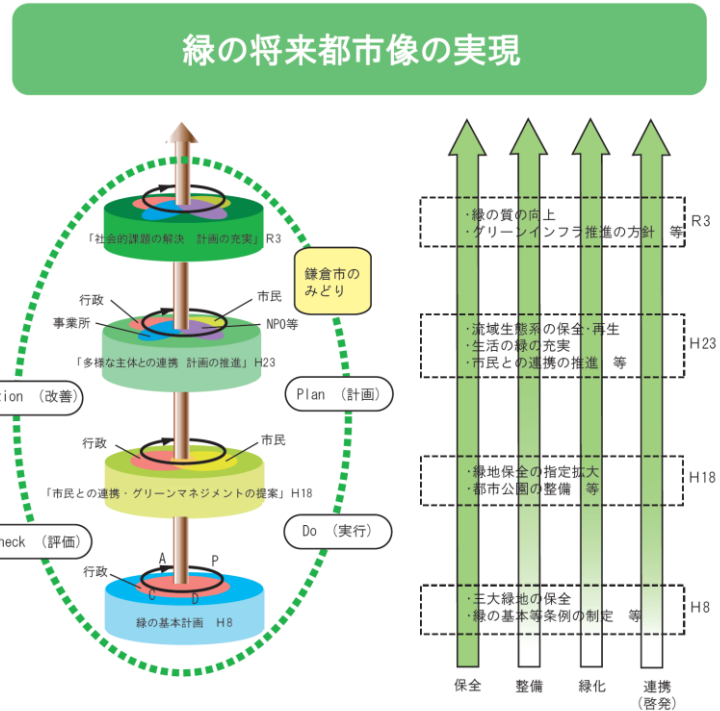 緑の将来都市像の実現
「社会的課題の解決　計画の充実」R3
鎌倉市の
みどり
行政
市民
事業所
NPO等
「多様な主体との連携 計画の推進」H23
tion （改善）
Plan （計画）
行政
市民
「市民との連携・グリーンマネジメントの提案」H18
heck （評価）
Do （実行）
行政
A
P
C
D
緑の基本計画　H8
・緑の質の向上
・グリーンインフラ推進の方針　等
R3
・流域生態系の保全・再生
・生活の緑の充実
・市民との連携の推進　等
H23
・緑地保全の指定拡大
・都市公園の整備　等
H18
・三大緑地の保全
・緑の基本等条例の制定　等
H8
保全
整備
緑化
連携
（啓発）